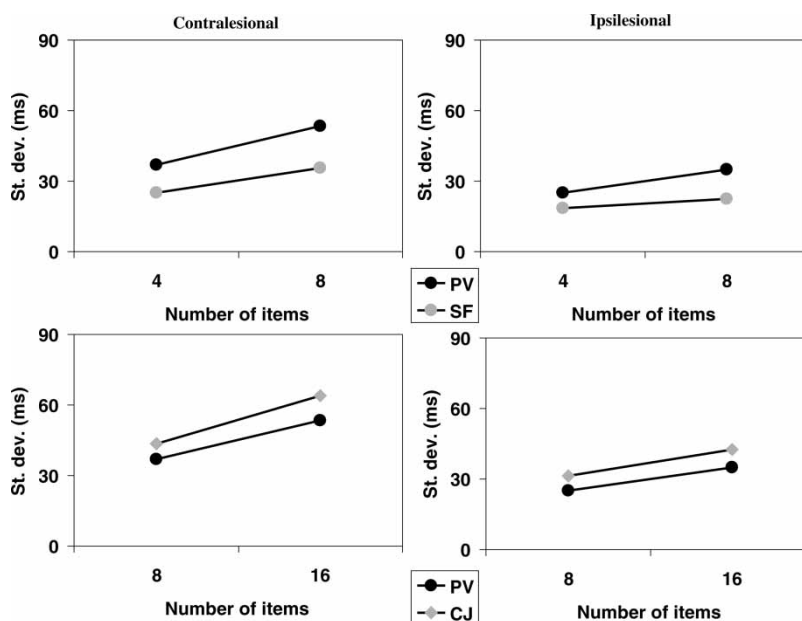 Contralesional
90
60
30
0
St. dev. (ms)
4 8
Number of items
Ipsilesional
90
60
30
0
St. dev. (ms)
4 8
Number of items
PV
SF
90
60
30
0
St. dev. (ms)
8 16
Number of items
90
60
30
0
St. dev. (ms)
8 16
Number of items
PV
CJ